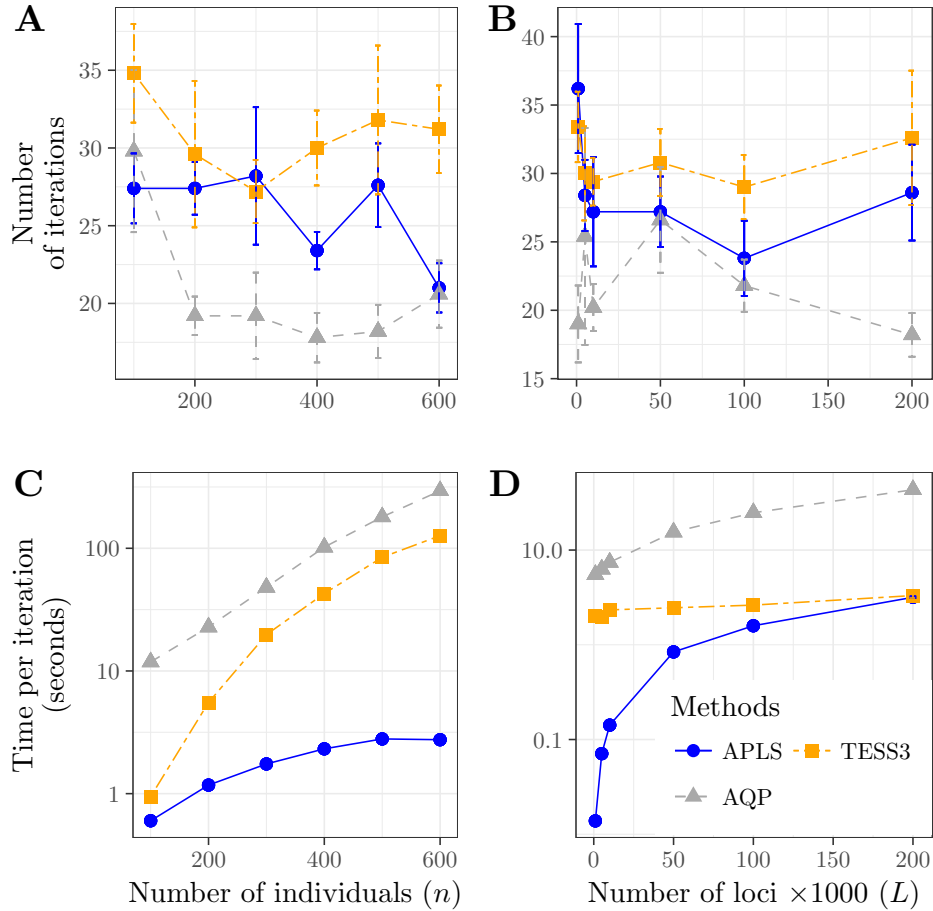 A
B
Number
of iterations
35
30
25
20
200
400
600
40
35
30
25
20
15
0
50
100
150
200
C
D
Time per iteration
(seconds)
100
10
1
200
400
600
Number of individuals (n)
10.0
0.1
0
50
100
150
200
Number of loci ×1000 (L)
Methods
APLS
TESS3
AQP